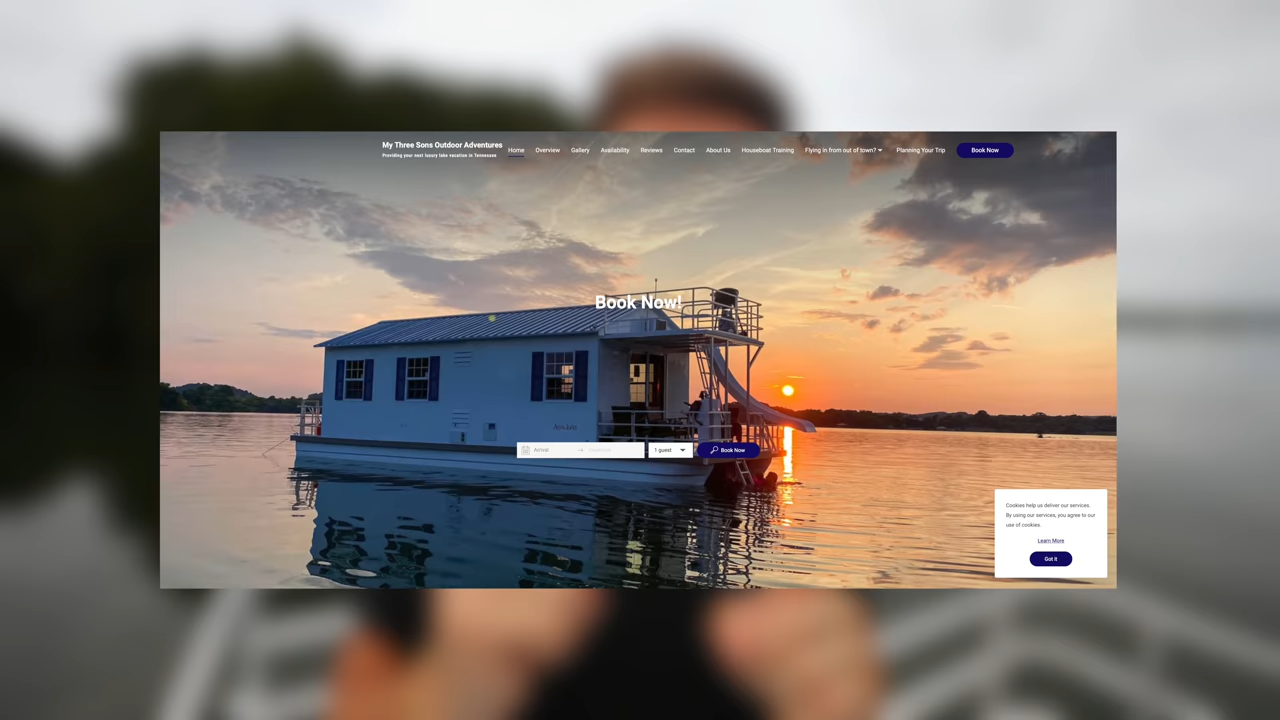 My Three Sons Outdoor Adventures
Providing your next luxury lake vacation in Tennessee
Home Overview Gallery Availability Reviews Contact About Us Houseboat Training Flying in from out of town? Planning Your Trip Book Now
Book Now!
Arrival → 1 guest Book Now
Cookies help us deliver our services.
By using our services, you agree to our
use of cookies.
Learn More
Got it